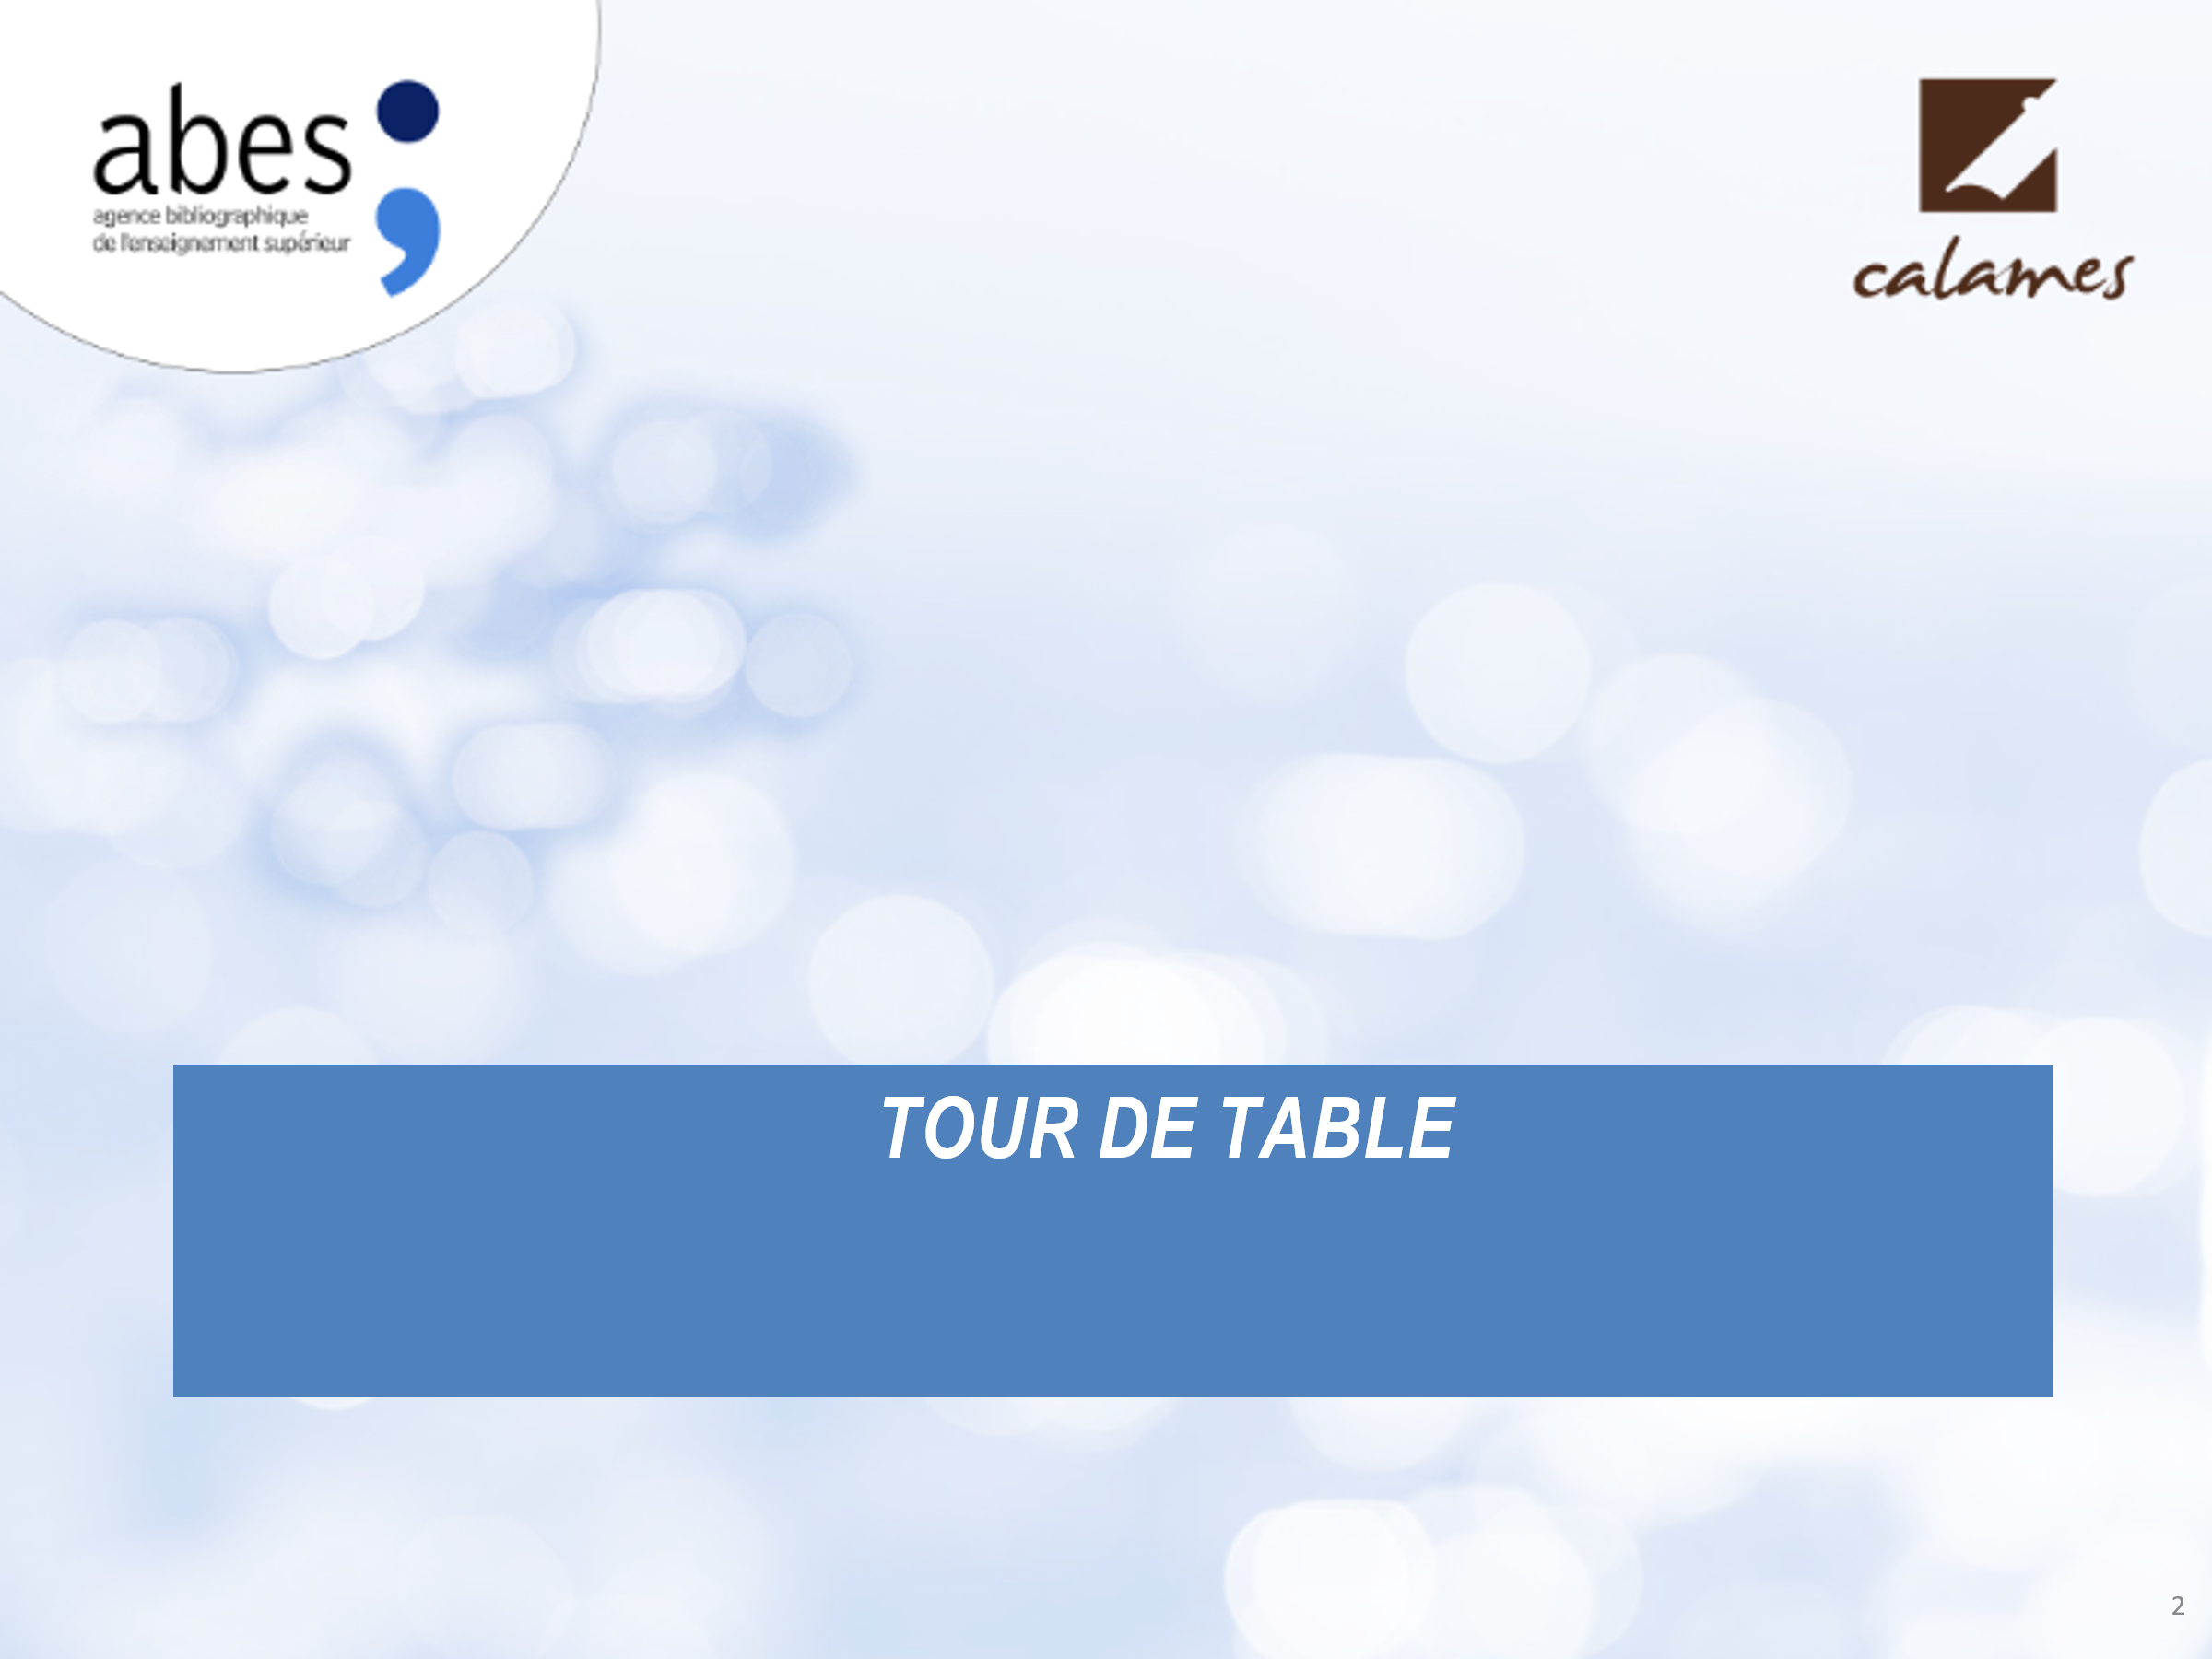 abes
agence bibliographique
de l'enseignement supérieur
calames
TOUR DE TABLE
2